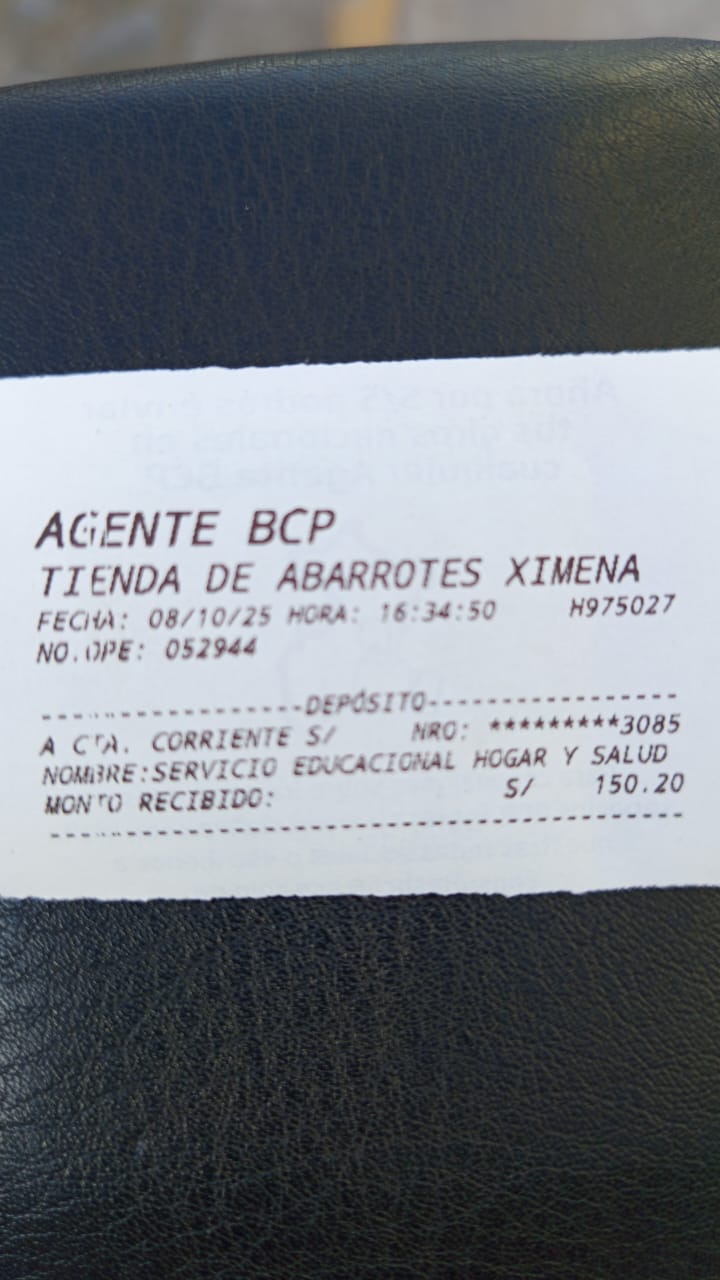 AGENTE BCP
TIENDA DE ABARROTES XIMENA
FECHA: 08/10/25 HORA: 16:34:50 H975027
NO.OPE: 052944
------------------DEPÓSITO-----------------
A CTA. CORRIENTE S/ NRO: *********3085
NOMBRE:SERVICIO EDUCACIONAL HOGAR Y SALUD
MONTO RECIBIDO: S/ 150.20